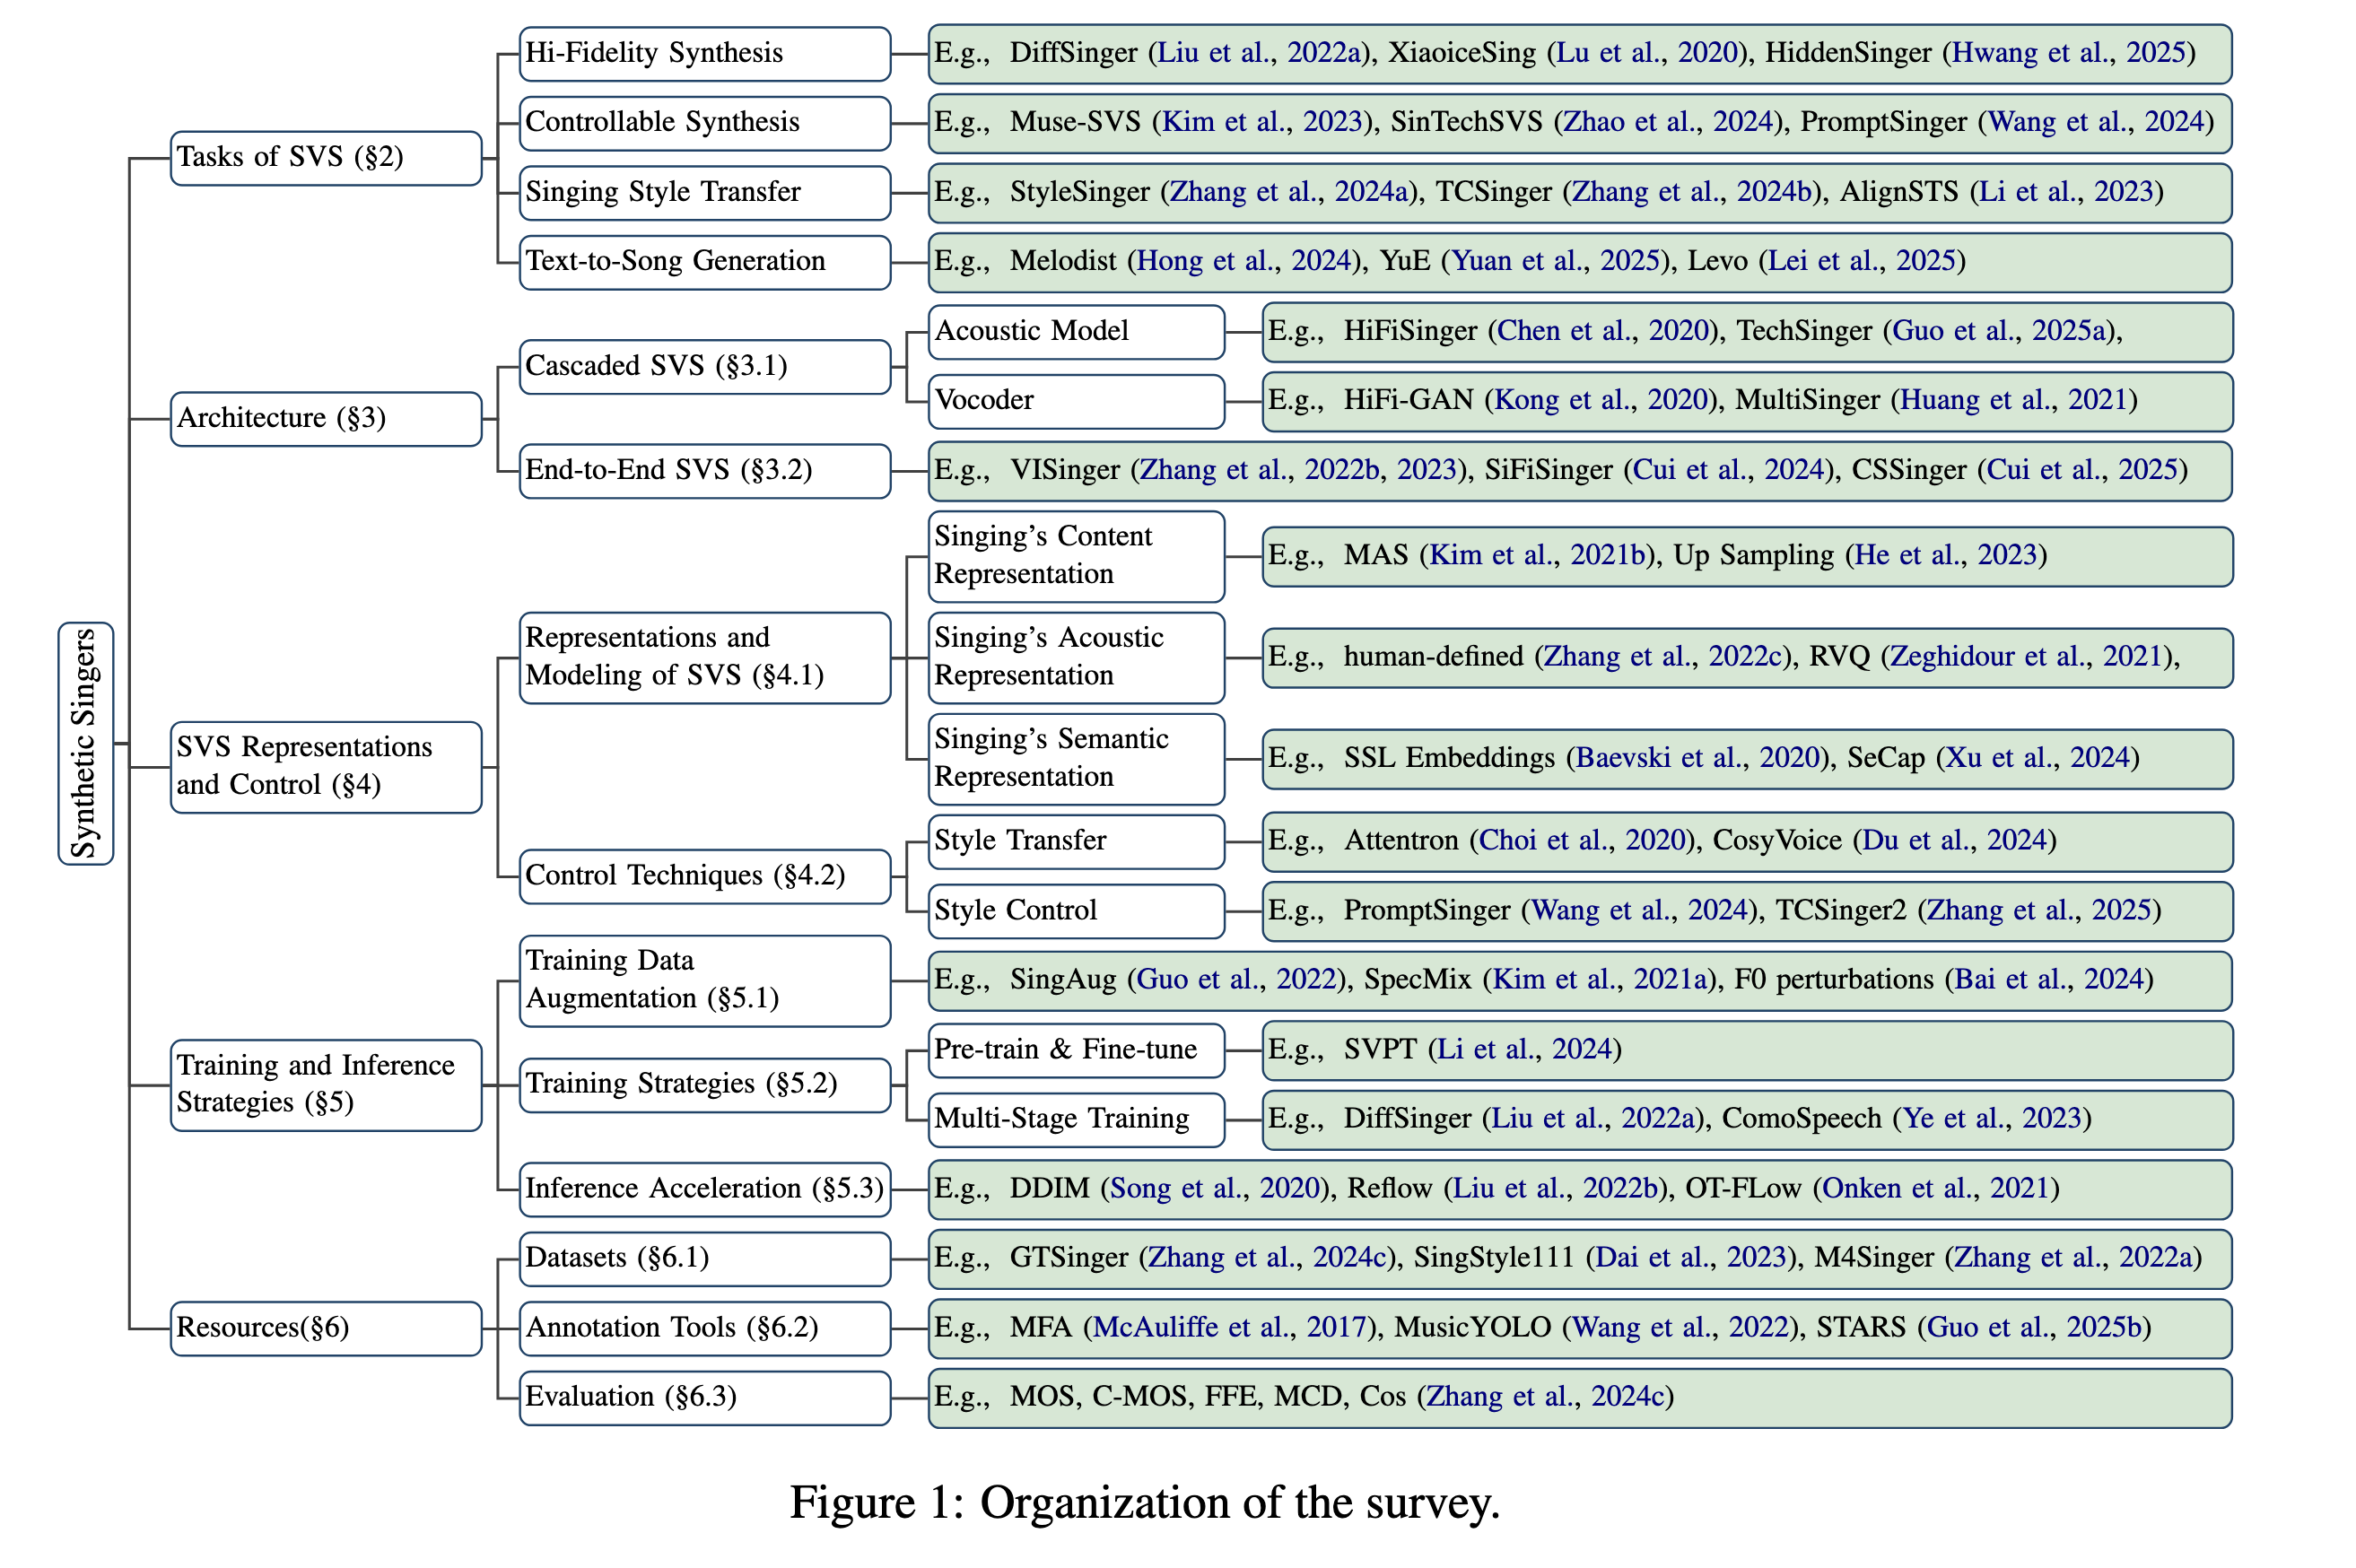 Synthetic Singers
Tasks of SVS (§2)
Hi-Fidelity Synthesis
E.g., DiffSinger (Liu et al., 2022a), XiaoiceSing (Lu et al., 2020), HiddenSinger (Hwang et al., 2025)
Controllable Synthesis
E.g., Muse-SVS (Kim et al., 2023), SinTechSVS (Zhao et al., 2024), PromptSinger (Wang et al., 2024)
Singing Style Transfer
E.g., StyleSinger (Zhang et al., 2024a), TCSinger (Zhang et al., 2024b), AlignSTS (Li et al., 2023)
Text-to-Song Generation
E.g., Melodist (Hong et al., 2024), YuE (Yuan et al., 2025), Levo (Lei et al., 2025)
Architecture (§3)
Cascaded SVS (§3.1)
Acoustic Model
E.g., HiFiSinger (Chen et al., 2020), TechSinger (Guo et al., 2025a),
Vocoder
E.g., HiFi-GAN (Kong et al., 2020), MultiSinger (Huang et al., 2021)
End-to-End SVS (§3.2)
E.g., VISinger (Zhang et al., 2022b, 2023), SiFiSinger (Cui et al., 2024), CSSinger (Cui et al., 2025)
SVS Representations
and Control (§4)
Representations and
Modeling of SVS (§4.1)
Singing’s Content
Representation
E.g., MAS (Kim et al., 2021b), Up Sampling (He et al., 2023)
Singing’s Acoustic
Representation
E.g., human-defined (Zhang et al., 2022c), RVQ (Zeghidour et al., 2021),
Singing’s Semantic
Representation
E.g., SSL Embeddings (Baevski et al., 2020), SeCap (Xu et al., 2024)
Control Techniques (§4.2)
Style Transfer
E.g., Attentron (Choi et al., 2020), CosyVoice (Du et al., 2024)
Style Control
E.g., PromptSinger (Wang et al., 2024), TCSinger2 (Zhang et al., 2025)
Training and Inference
Strategies (§5)
Training Data
Augmentation (§5.1)
E.g., SingAug (Guo et al., 2022), SpecMix (Kim et al., 2021a), F0 perturbations (Bai et al., 2024)
Training Strategies (§5.2)
Pre-train & Fine-tune
E.g., SVPT (Li et al., 2024)
Multi-Stage Training
E.g., DiffSinger (Liu et al., 2022a), ComoSpeech (Ye et al., 2023)
Inference Acceleration (§5.3)
E.g., DDIM (Song et al., 2020), Reflow (Liu et al., 2022b), OT-FLow (Onken et al., 2021)
Resources(§6)
Datasets (§6.1)
E.g., GTSinger (Zhang et al., 2024c), SingStyle111 (Dai et al., 2023), M4Singer (Zhang et al., 2022a)
Annotation Tools (§6.2)
E.g., MFA (McAuliffe et al., 2017), MusicYOLO (Wang et al., 2022), STARS (Guo et al., 2025b)
Evaluation (§6.3)
E.g., MOS, C-MOS, FFE, MCD, Cos (Zhang et al., 2024c)
Figure 1: Organization of the survey.